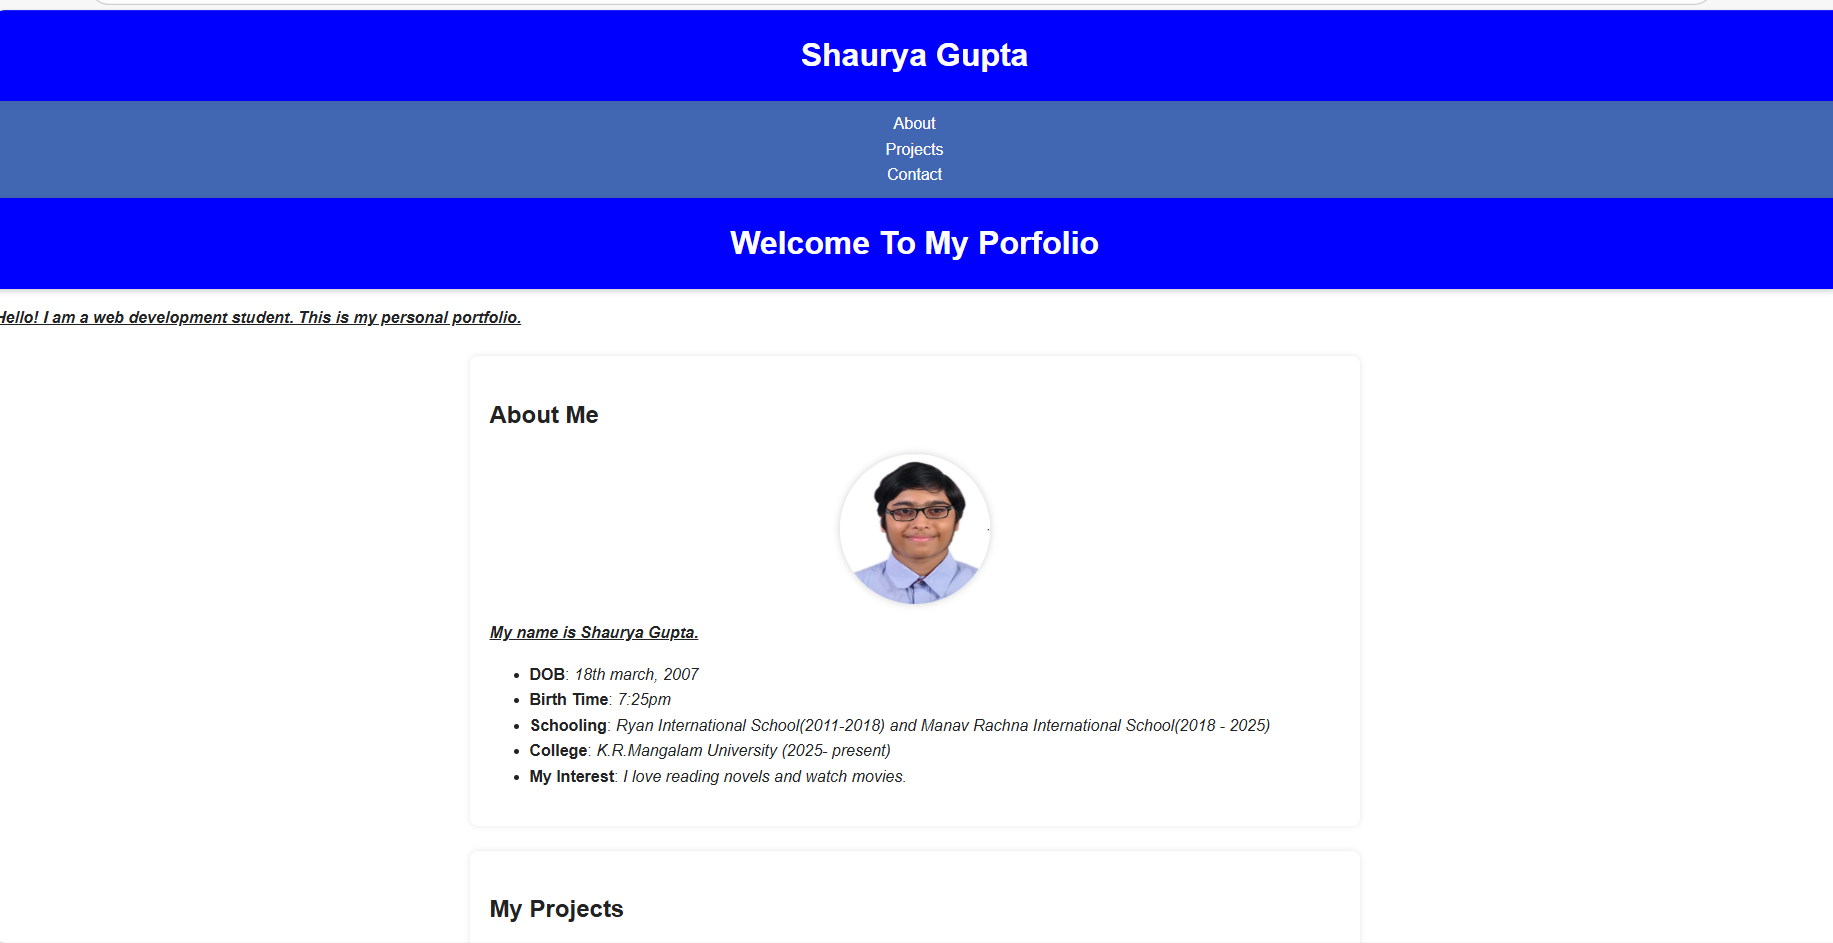 Shaurya Gupta
About
Projects
Contact
Welcome To My Porfolio
Hello! I am a web development student. This is my personal portfolio.
About Me
My name is Shaurya Gupta.
DOB: 18th march, 2007
Birth Time: 7:25pm
Schooling: Ryan International School(2011-2018) and Manav Rachna International School(2018 - 2025)
College: K.R.Mangalam University (2025- present)
My Interest: I love reading novels and watch movies.
My Projects